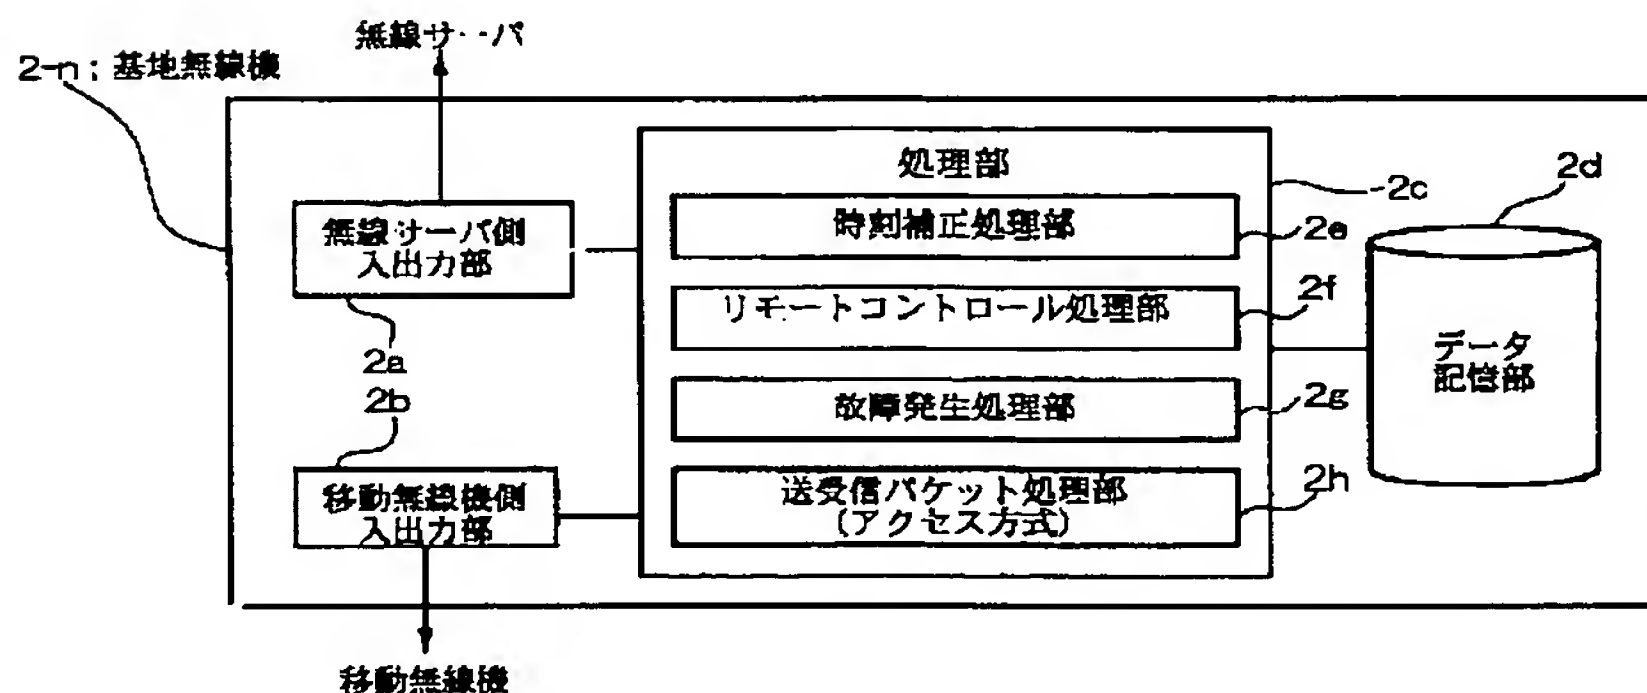 無線サーバ
2-n：基地無線機
処理部
2d
2c
時刻補正処理部
2e
無線サーバ側
入出力部
2f
リモートコントロール処理部
データ
記憶部
2a
2b
故障発生処理部
2g
移動無線機側
入出力部
送受信パケット処理部
(アクセス方式)
2h
移動無線機